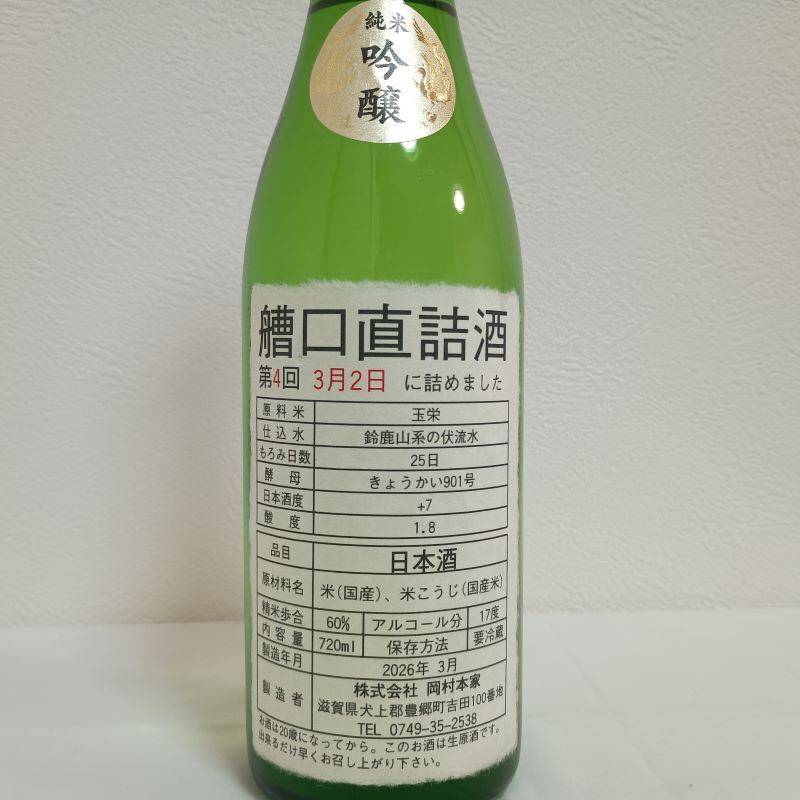 純米
吟醸
艚口直詰酒
第4回 3月2日 に詰めました
原料米 玉栄
仕込水 鈴鹿山系の伏流水
もろみ日数 25日
酵母 きょうかい901号
日本酒度 +7
酸度 1.8
品目 日本酒
原材料名 米(国産)、米こうじ(国産米)
精米歩合 60% アルコール分 17度
内容量 720ml 保存方法 要冷蔵
製造年月 2026年 3月
製造者 株式会社 岡村本家
滋賀県犬上郡豊郷町吉田100番地
TEL 0749-35-2538
お酒は20歳になってから。このお酒は生原酒です。
出来るだけ早くお召し上がり下さい。